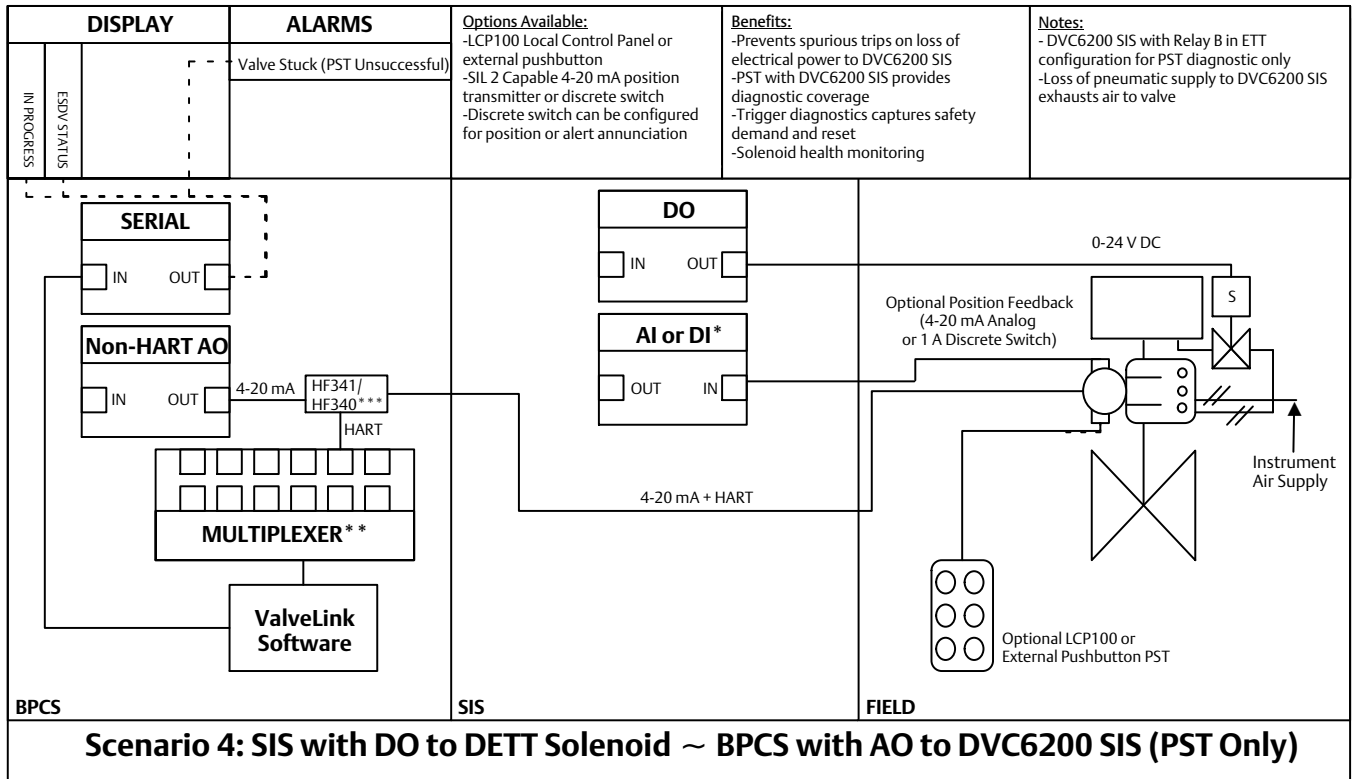 DISPLAY
ALARMS
Valve Stuck (PST Unsuccessful)
IN PROGRESS
ESDV STATUS
Options Available:
-LCP100 Local Control Panel or
external pushbutton
-SIL 2 Capable 4-20 mA position
transmitter or discrete switch
-Discrete switch can be configured
for position or alert annunciation
Benefits:
-Prevents spurious trips on loss of
electrical power to DVC6200 SIS
-PST with DVC6200 SIS provides
diagnostic coverage
-Trigger diagnostics captures safety
demand and reset
-Solenoid health monitoring
Notes:
- DVC6200 SIS with Relay B in ETT
configuration for PST diagnostic only
-Loss of pneumatic supply to DVC6200 SIS
exhausts air to valve
SERIAL
IN OUT
Non-HART AO
IN OUT
4-20 mA
HF341/
HF340***
HART
MULTIPLEXER**
ValveLink
Software
BPCS
DO
IN OUT
AI or DI*
OUT IN
4-20 mA + HART
SIS
0-24 V DC
S
Optional Position Feedback
(4-20 mA Analog
or 1 A Discrete Switch)
Instrument
Air Supply
Optional LCP100 or
External Pushbutton PST
FIELD
Scenario 4: SIS with DO to DETT Solenoid ~ BPCS with AO to DVC6200 SIS (PST Only)